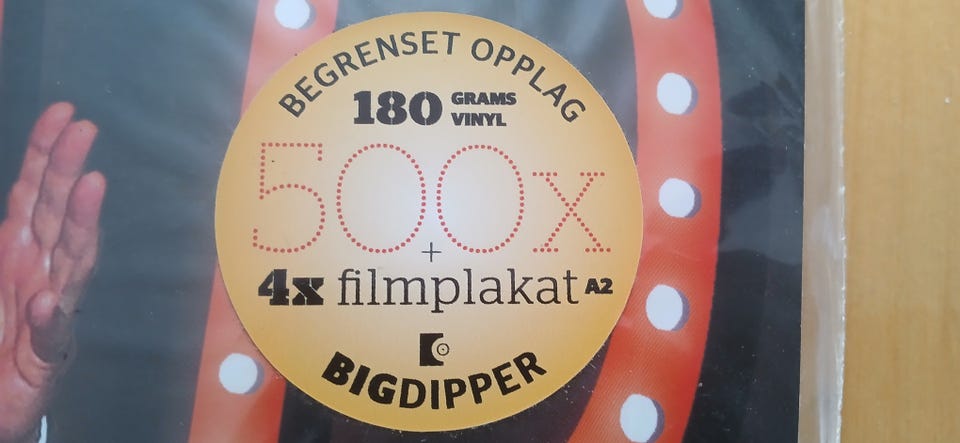 BEGRENSET OPPLAG
180 GRAMS VINYL
500x
+
4x filmplakat A2
BIGDIPPER